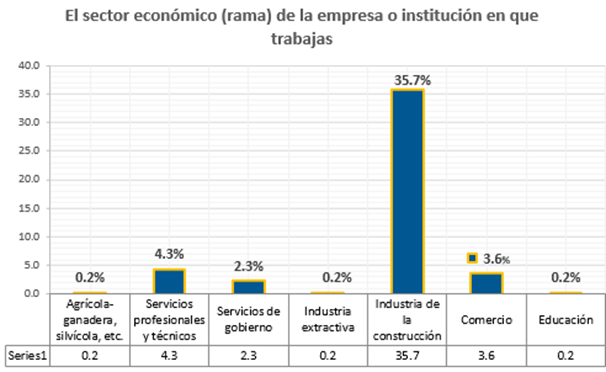 El sector económico (rama) de la empresa o institución en que
trabajas
40.0
35.0
30.0
25.0
20.0
15.0
10.0
5.0
0.0
0.2%
4.3%
2.3%
0.2%
35.7%
3.6%
0.2%
Agrícola-
ganadera,
silvícola, etc.
Servicios
profesionales
y técnicos
Servicios de
gobierno
Industria
extractiva
Industria de
la
construcción
Comercio
Educación
Series1 0.2 4.3 2.3 0.2 35.7 3.6 0.2